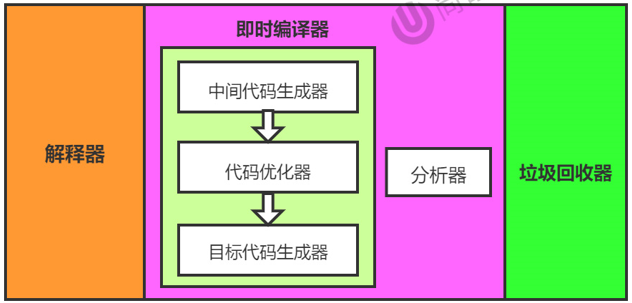 即时编译器
中间代码生成器
解释器
代码优化器
分析器
垃圾回收器
目标代码生成器